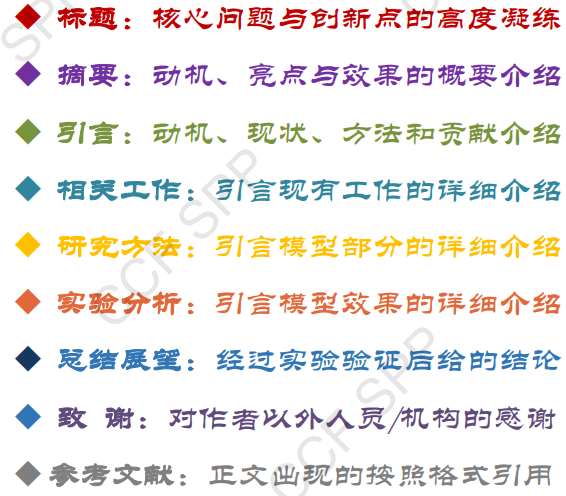 标题：核心问题与创新点的高度凝练
摘要：动机、亮点与效果的概要介绍
引言：动机、现状、方法和贡献介绍
相关工作：引言现有工作的详细介绍
研究方法：引言模型部分的详细介绍
实验分析：引言模型效果的详细介绍
总结展望：经过实验验证后给的结论
致 谢：对作者以外人员/机构的感谢
参考文献：正文出现的按照格式引用
SPP
CCF SPP
CCF SPP